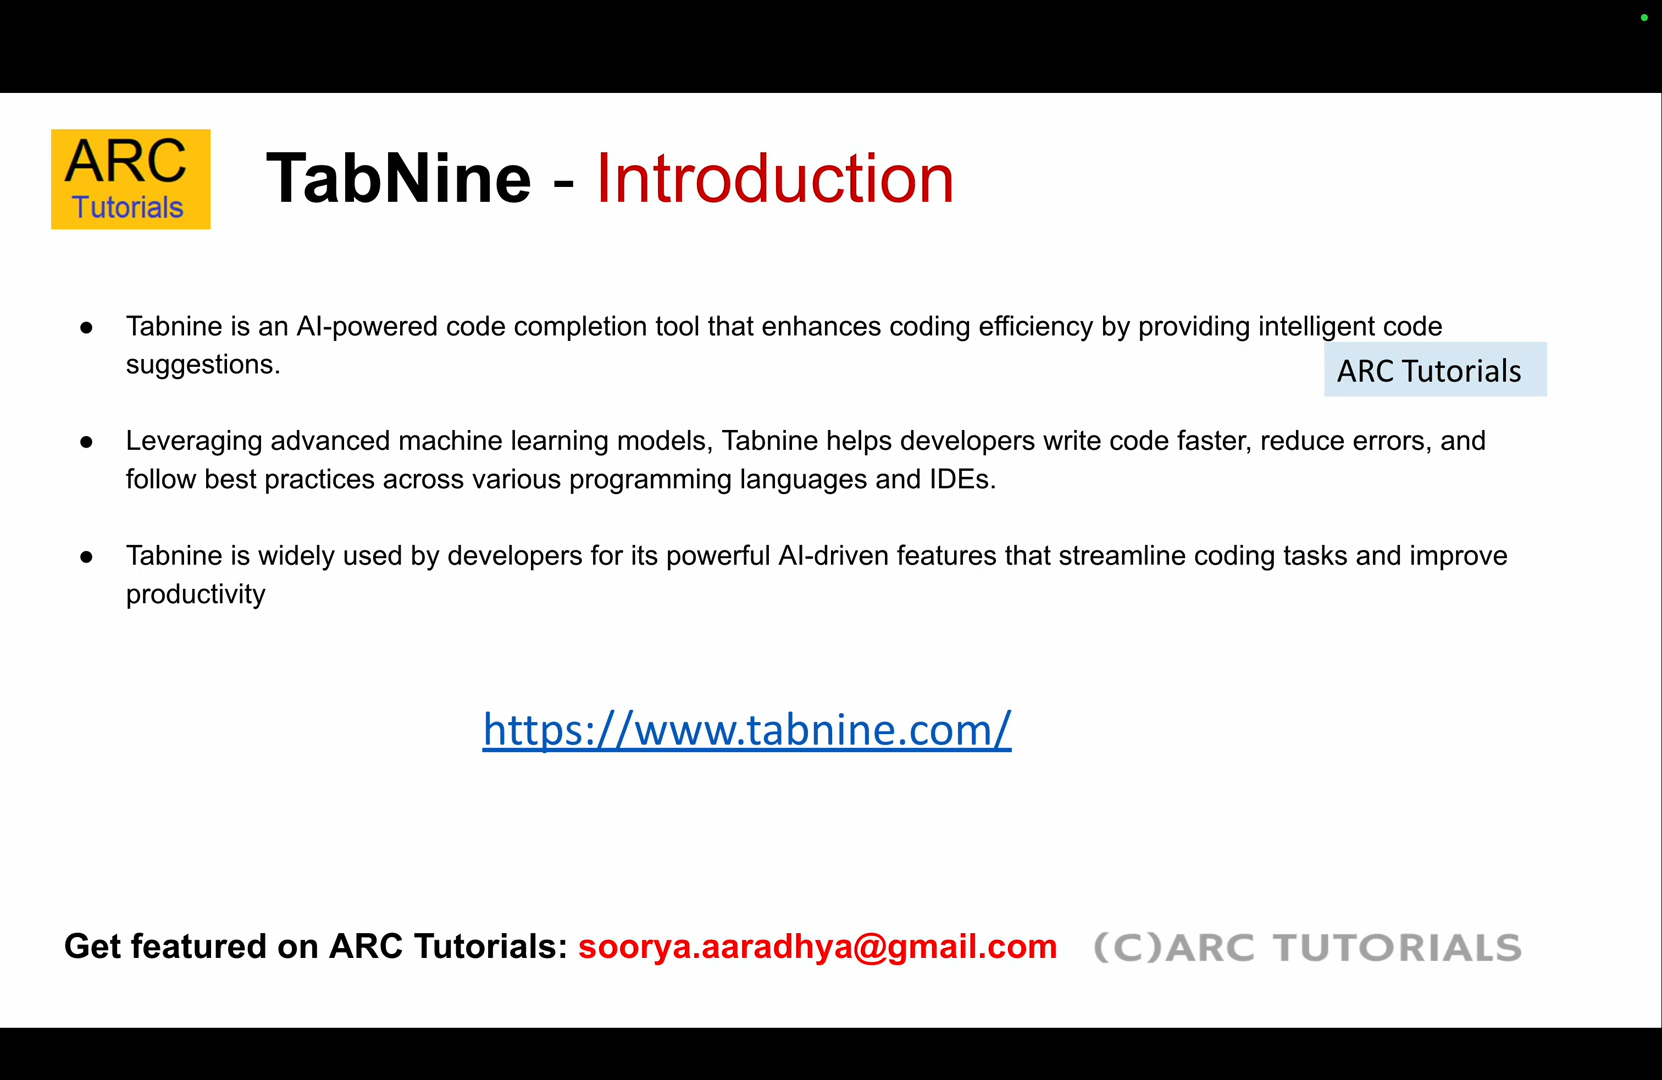 ARC
Tutorials
TabNine - Introduction
● Tabnine is an AI-powered code completion tool that enhances coding efficiency by providing intelligent code
suggestions.
ARC Tutorials
● Leveraging advanced machine learning models, Tabnine helps developers write code faster, reduce errors, and
follow best practices across various programming languages and IDEs.
● Tabnine is widely used by developers for its powerful AI-driven features that streamline coding tasks and improve
productivity
https://www.tabnine.com/
Get featured on ARC Tutorials: soorya.aaradhya@gmail.com
(C)ARC TUTORIALS